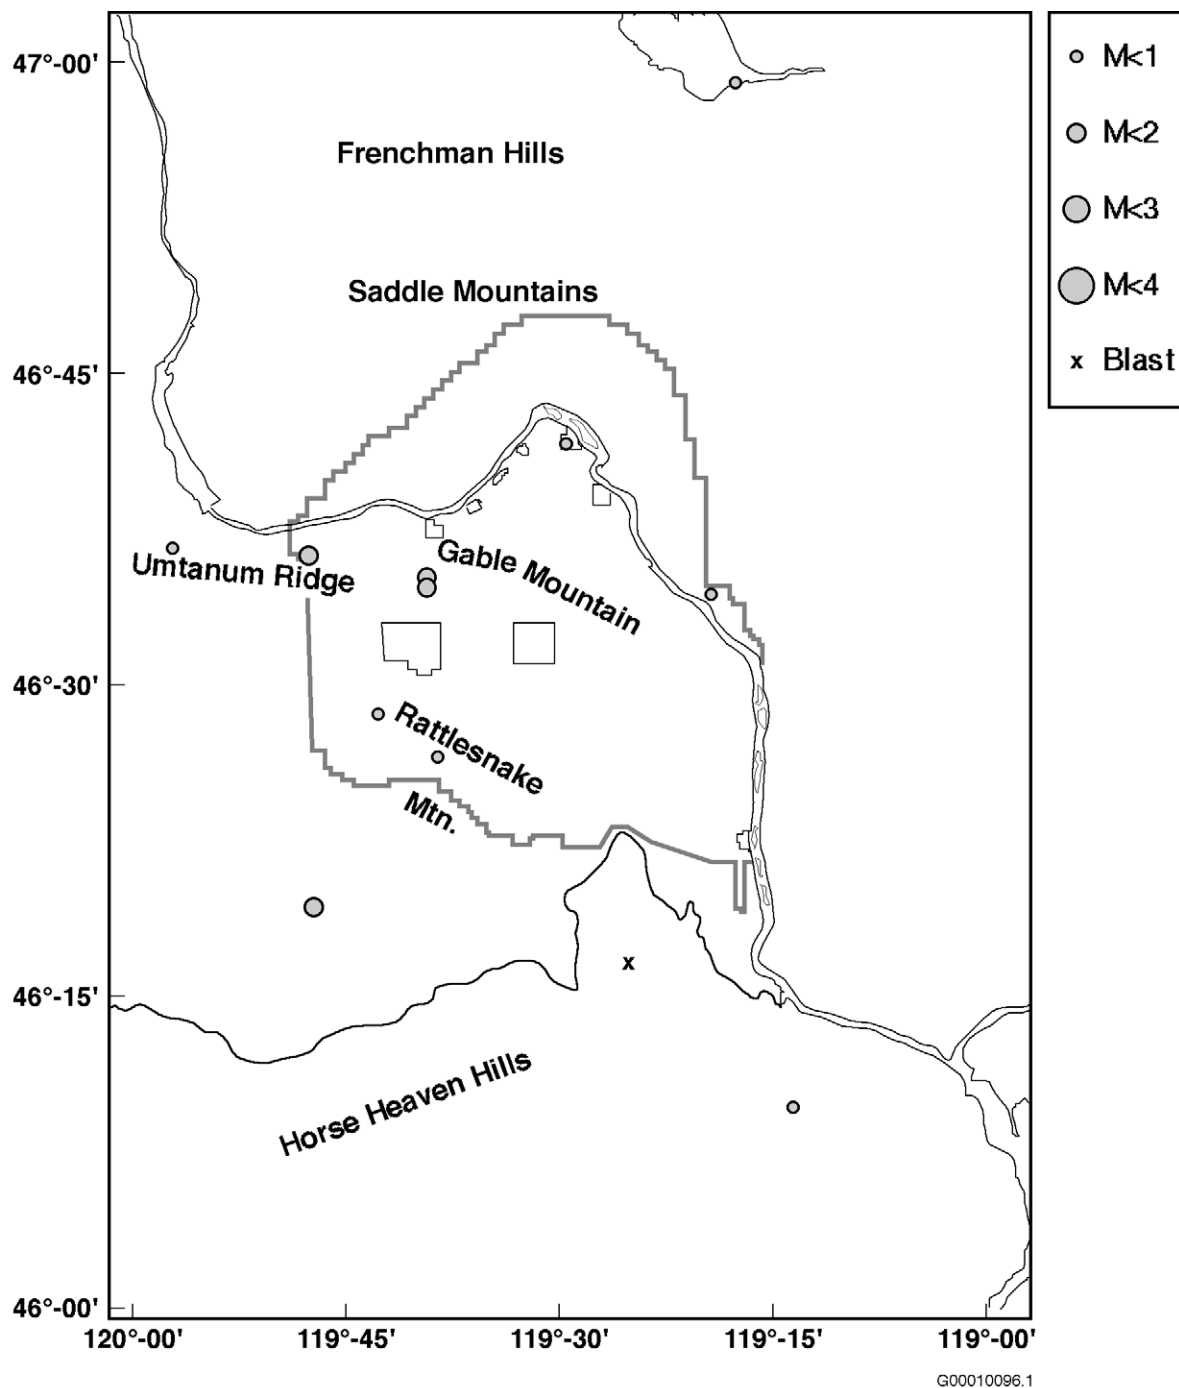 47°-00'
Frenchman Hills
Saddle Mountains
46°-45'
Umtanum Ridge
Gable Mountain
46°-30'
Rattlesnake
Mtn.
x
46°-15'
Horse Heaven Hills
46°-00'
120°-00'
119°-45'
119°-30'
119°-15'
119°-00'
M<1
M<2
M<3
M<4
x Blast
G00010096.1